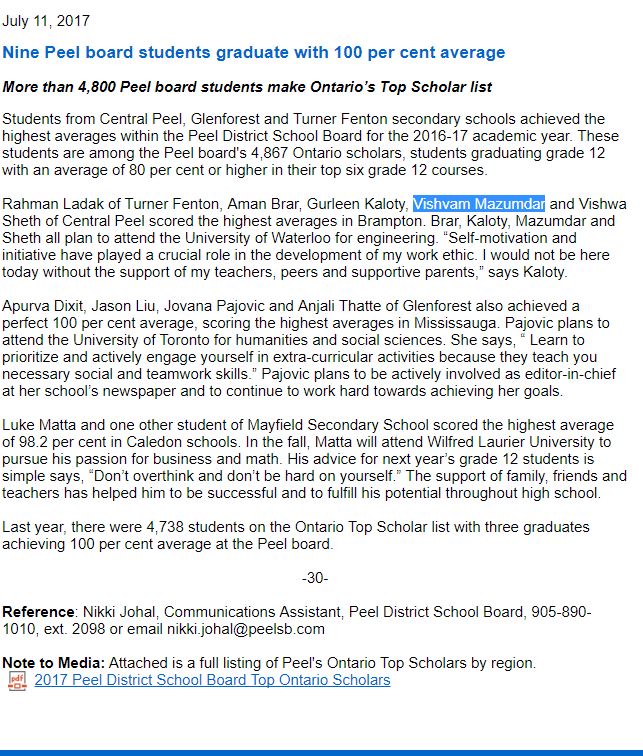 July 11, 2017
Nine Peel board students graduate with 100 per cent average
More than 4,800 Peel board students make Ontario's Top Scholar list
Students from Central Peel, Glenforest and Turner Fenton secondary schools achieved the
highest averages within the Peel District School Board for the 2016-17 academic year. These
students are among the Peel board's 4,867 Ontario scholars, students graduating grade 12
with an average of 80 per cent or higher in their top six grade 12 courses.
Rahman Ladak of Turner Fenton, Aman Brar, Gurleen Kaloty, Vishvam Mazumdar and Vishwa
Sheth of Central Peel scored the highest averages in Brampton. Brar, Kaloty, Mazumdar and
Sheth all plan to attend the University of Waterloo for engineering. “Self-motivation and
initiative have played a crucial role in the development of my work ethic. I would not be here
today without the support of my teachers, peers and supportive parents,” says Kaloty.
Apurva Dixit, Jason Liu, Jovana Pajovic and Anjali Thatte of Glenforest also achieved a
perfect 100 per cent average, scoring the highest averages in Mississauga. Pajovic plans to
attend the University of Toronto for humanities and social sciences. She says, “ Learn to
prioritize and actively engage yourself in extra-curricular activities because they teach you
necessary social and teamwork skills.” Pajovic plans to be actively involved as editor-in-chief
at her school's newspaper and to continue to work hard towards achieving her goals.
Luke Matta and one other student of Mayfield Secondary School scored the highest average
of 98.2 per cent in Caledon schools. In the fall, Matta will attend Wilfred Laurier University to
pursue his passion for business and math. His advice for next year's grade 12 students is
simple says, “Don't overthink and don't be hard on yourself.” The support of family, friends and
teachers has helped him to be successful and to fulfill his potential throughout high school.
Last year, there were 4,738 students on the Ontario Top Scholar list with three graduates
achieving 100 per cent average at the Peel board.
-30-
Reference: Nikki Johal, Communications Assistant, Peel District School Board, 905-890-
1010, ext. 2098 or email nikki.johal@peelsb.com
Note to Media: Attached is a full listing of Peel's Ontario Top Scholars by region.
pdf 2017 Peel District School Board Top Ontario Scholars